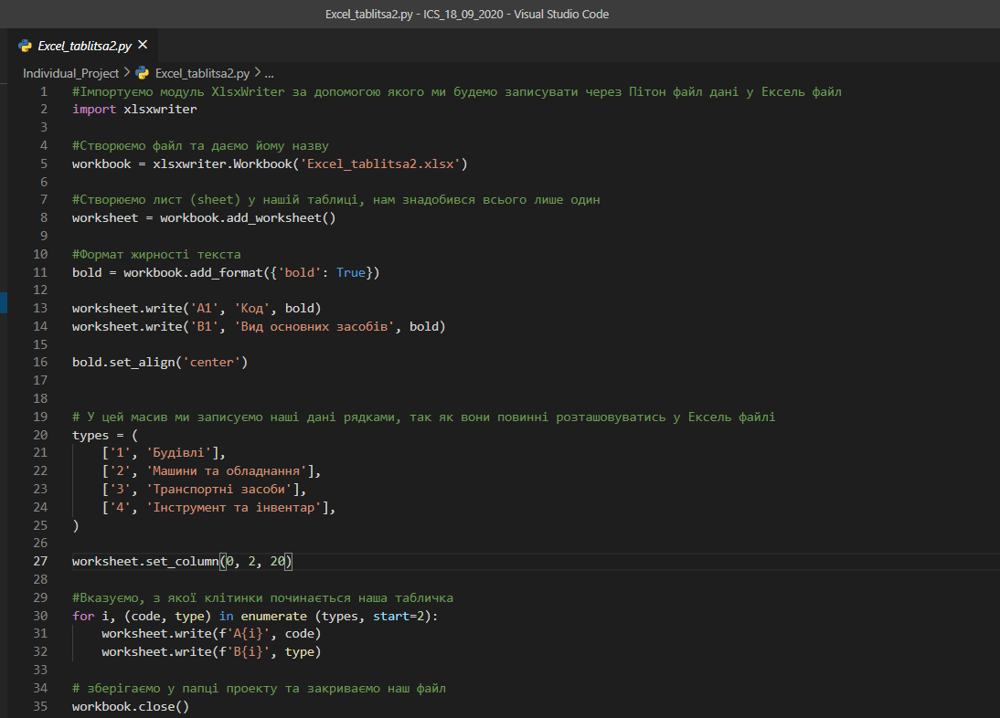 Excel_tablitsa2.py - ICS_18_09_2020 - Visual Studio Code
Excel_tablitsa2.py ×
Individual_Project > Excel_tablitsa2.py > ...
1 #Імпортуємо модуль XlsxWriter за допомогою якого ми будемо записувати через Пітон файл дані у Ексель файл
2 import xlsxwriter
3
4 #Створюємо файл та даємо йому назву
5 workbook = xlsxwriter.Workbook('Excel_tablitsa2.xlsx')
6
7 #Створюємо лист (sheet) у нашій таблиці, нам знадобився всього лише один
8 worksheet = workbook.add_worksheet()
9
10 #Формат жирності текста
11 bold = workbook.add_format({'bold': True})
12
13 worksheet.write('A1', 'Код', bold)
14 worksheet.write('B1', 'Вид основних засобів', bold)
15
16 bold.set_align('center')
17
18
19 # У цей масив ми записуємо наші дані рядками, так як вони повинні розташовуватись у Ексель файлі
20 types = (
21     ['1', 'Будівлі'],
22     ['2', 'Машини та обладнання'],
23     ['3', 'Транспортні засоби'],
24     ['4', 'Інструмент та інвентар'],
25 )
26
27 worksheet.set_column(0, 2, 20)
28
29 #Вказуємо, з якої клітинки починається наша табличка
30 for i, (code, type) in enumerate (types, start=2):
31     worksheet.write(f'A{i}', code)
32     worksheet.write(f'B{i}', type)
33
34 # зберігаємо у папці проекту та закриваємо наш файл
35 workbook.close()